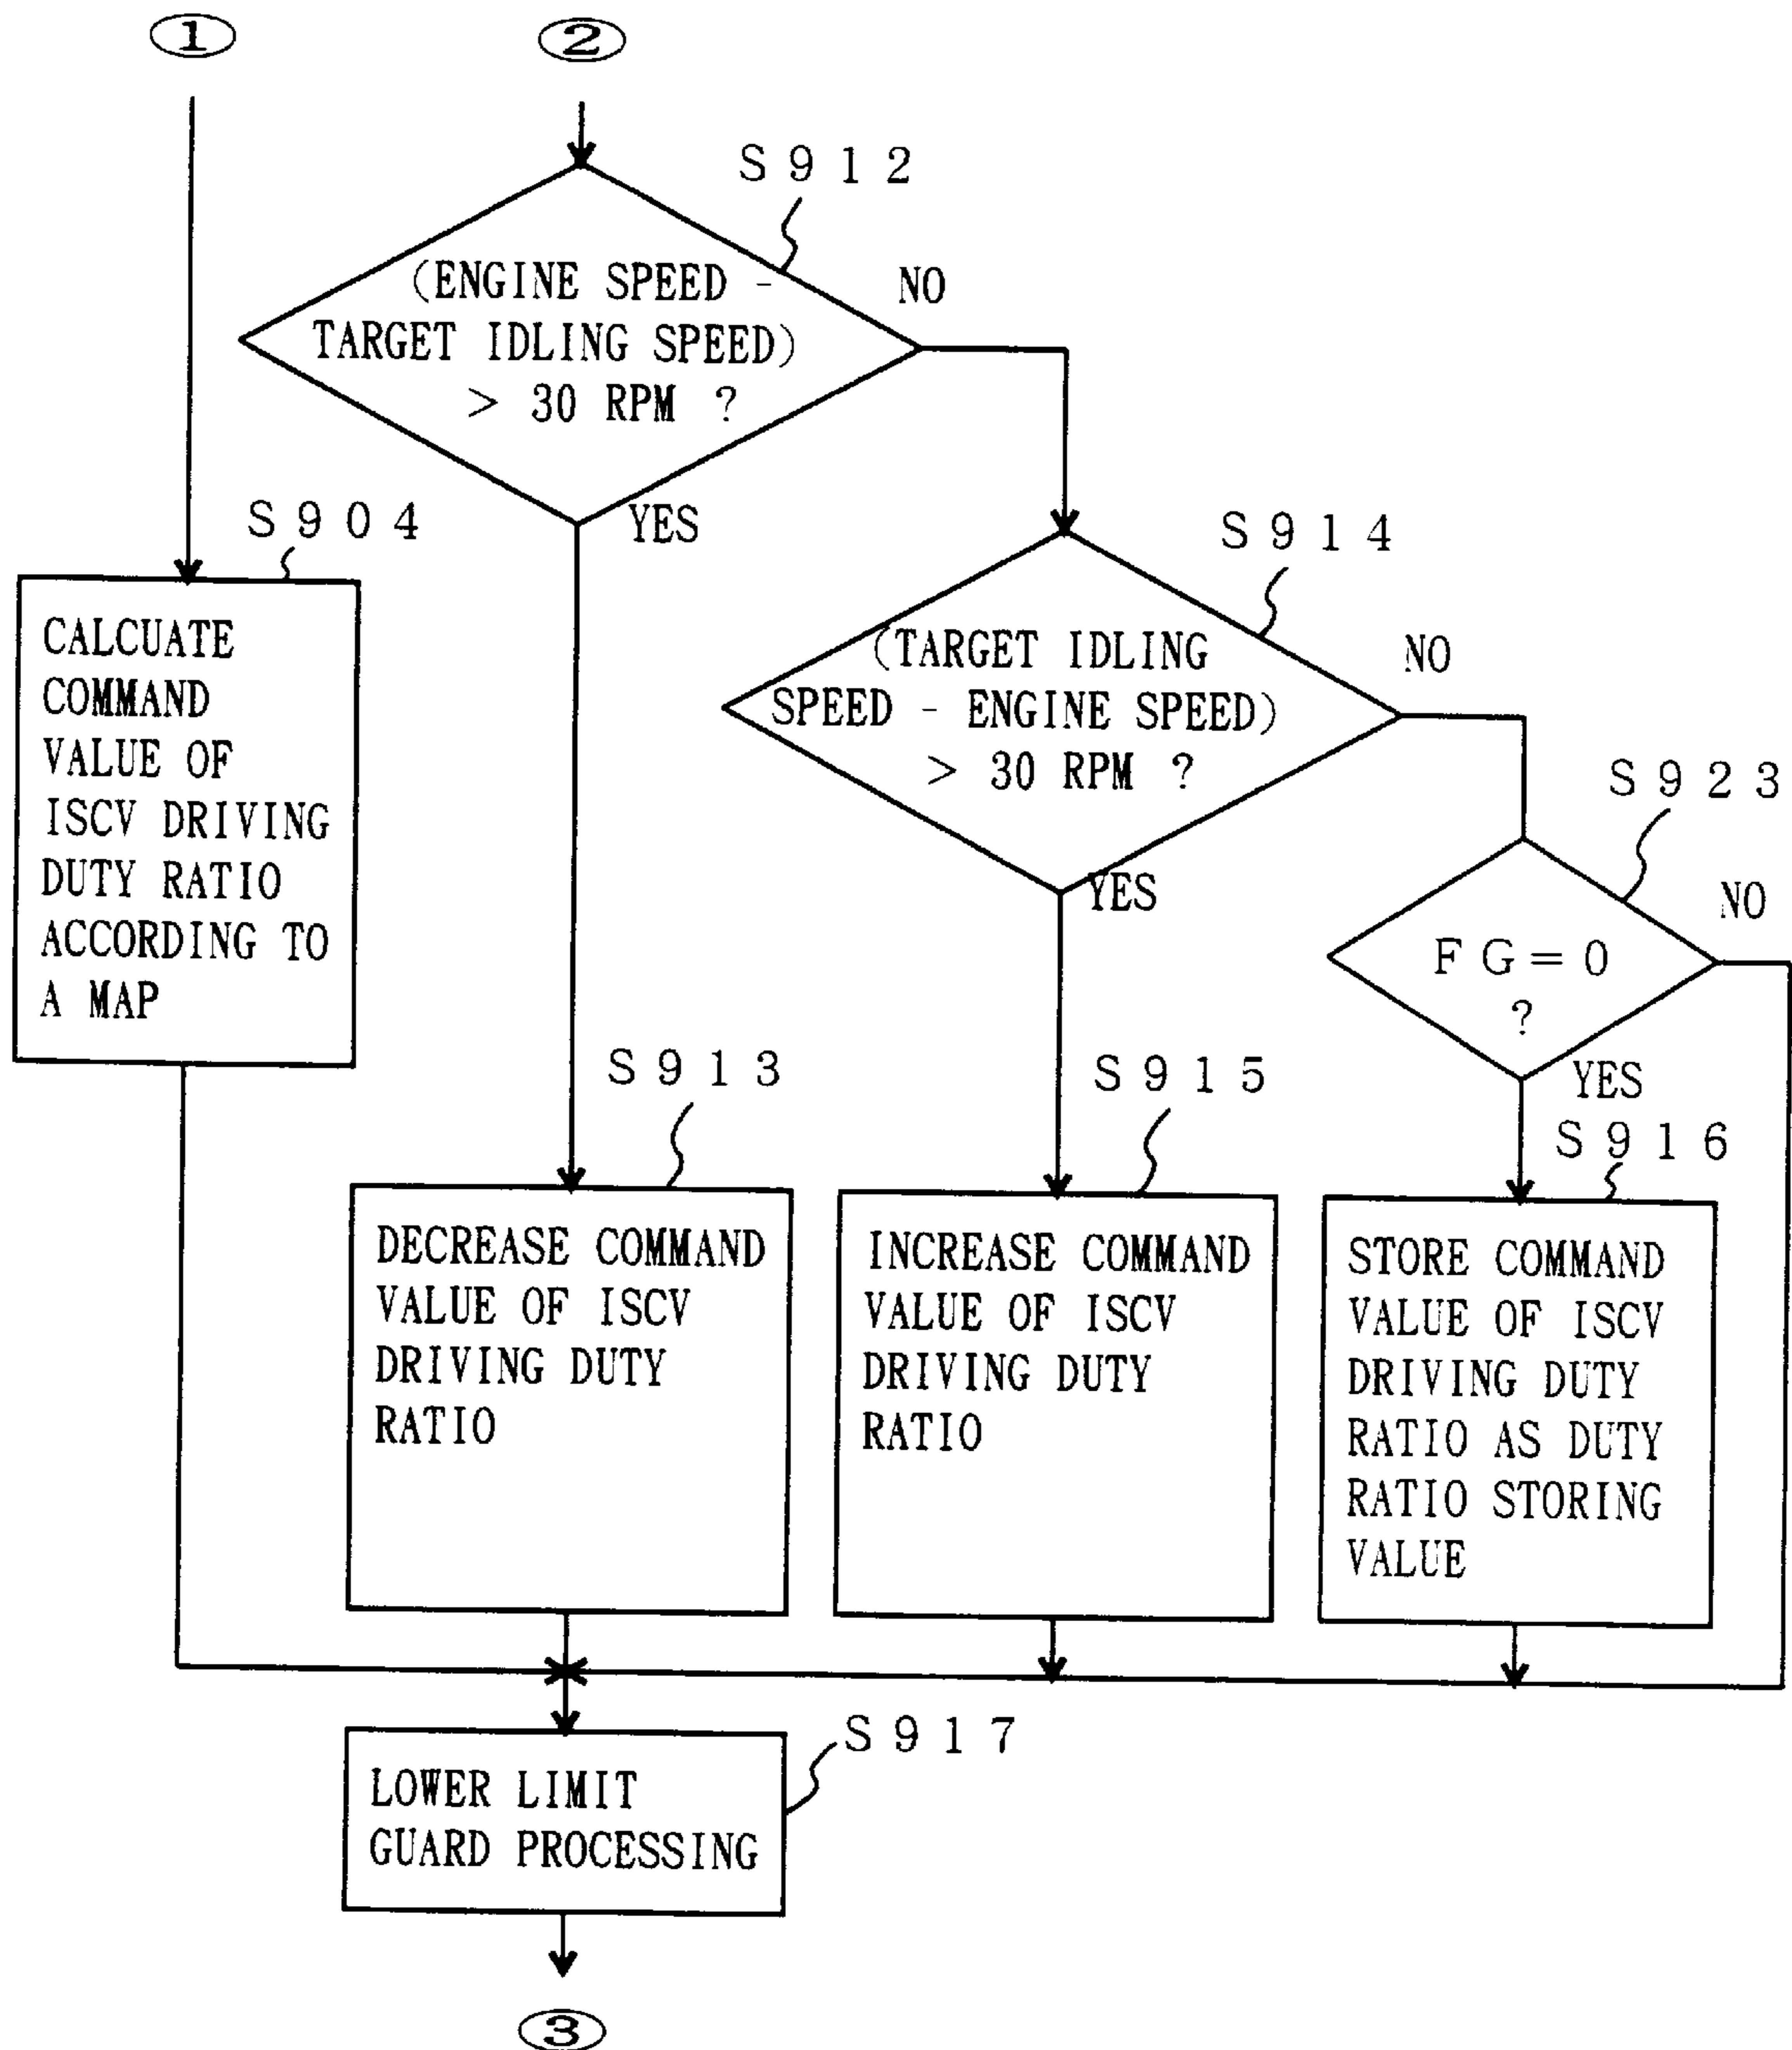 ①
②
S912
(ENGINE SPEED -
TARGET IDLING SPEED)
> 30 RPM ?
NO
YES
S904
CALCUATE
COMMAND
VALUE OF
ISCV DRIVING
DUTY RATIO
ACCORDING TO
A MAP
S914
(TARGET IDLING
SPEED - ENGINE SPEED)
> 30 RPM ?
NO
YES
S923
FG=0
?
NO
YES
S913
DECREASE COMMAND
VALUE OF ISCV
DRIVING DUTY
RATIO
S915
INCREASE COMMAND
VALUE OF ISCV
DRIVING DUTY
RATIO
S916
STORE COMMAND
VALUE OF ISCV
DRIVING DUTY
RATIO AS DUTY
RATIO STORING
VALUE
S917
LOWER LIMIT
GUARD PROCESSING
③